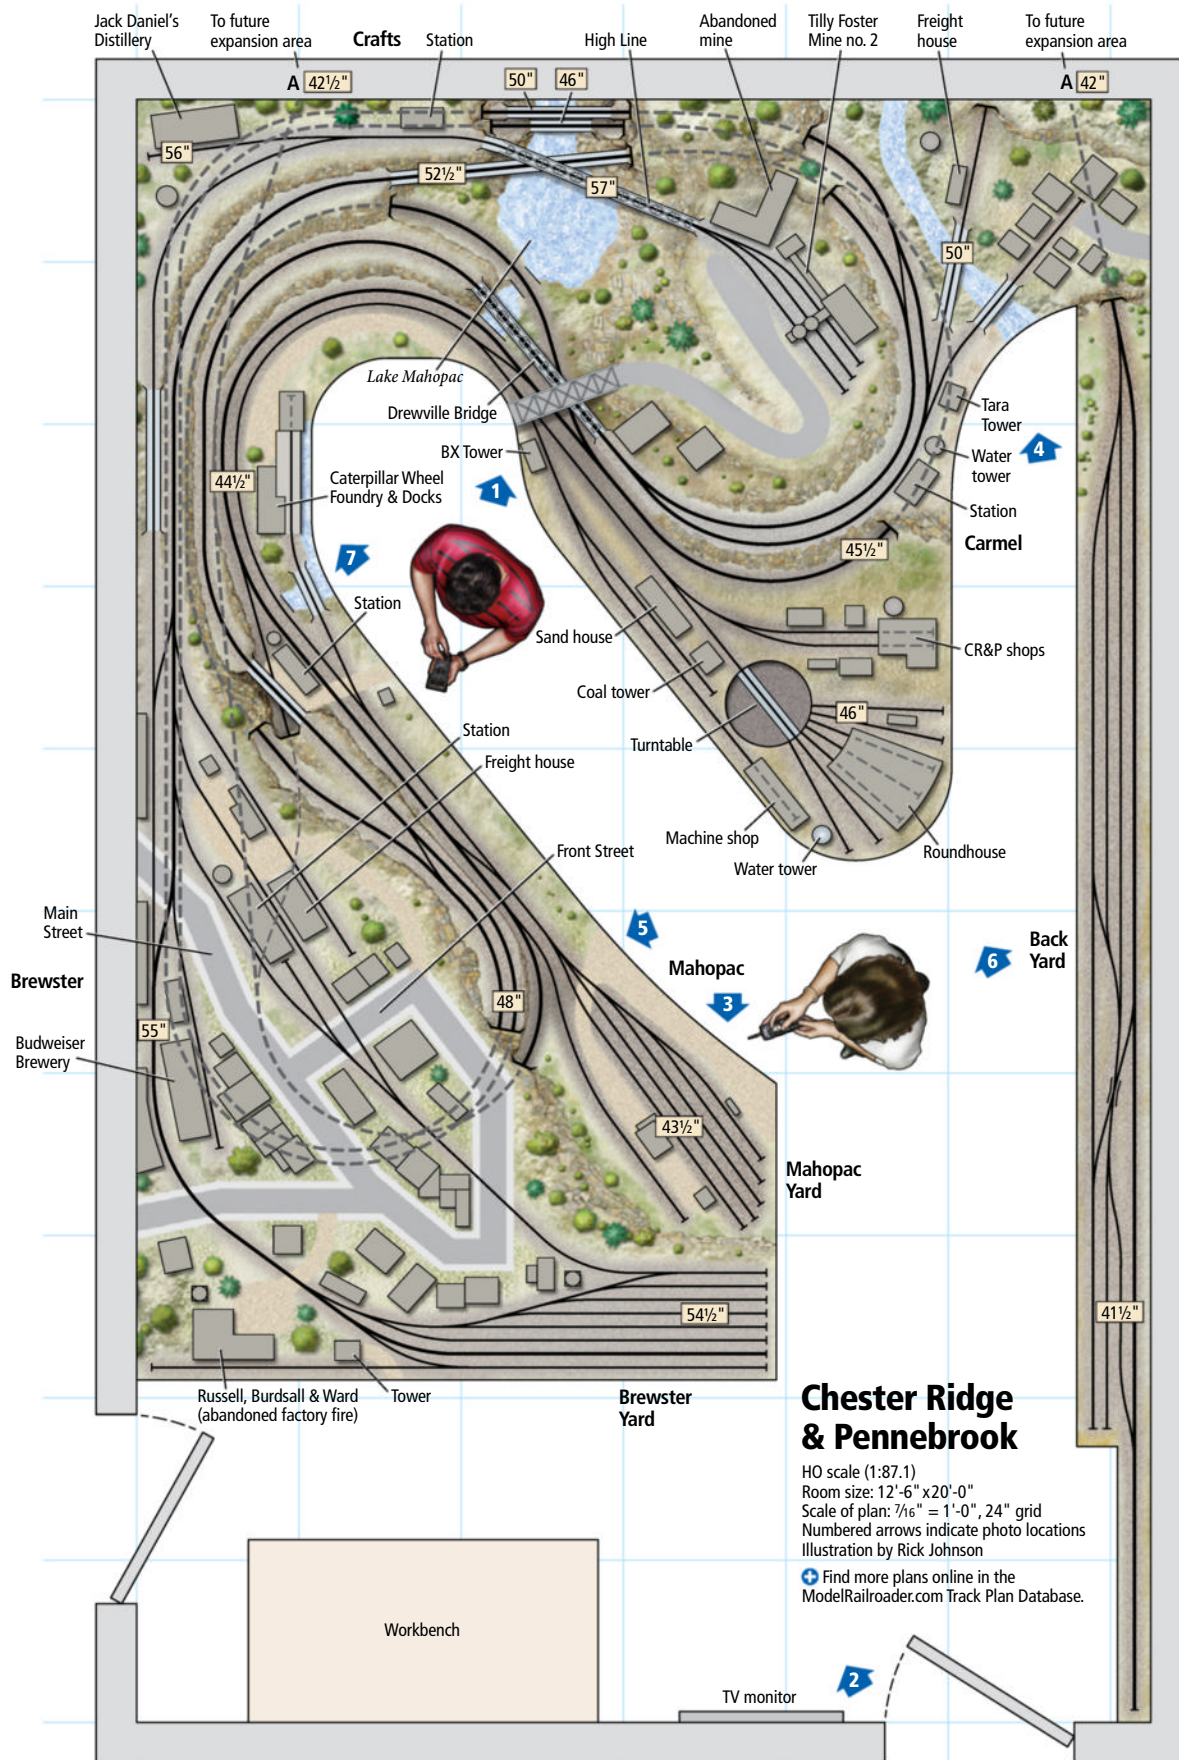 Jack Daniel's
Distillery
To future
expansion area
Crafts
Station
High Line
Abandoned
mine
Tilly Foster
Mine no. 2
Freight
house
To future
expansion area
A
42½"
50"
46"
A
42"
56"
52½"
57"
50"
Lake Mahopac
Drewville Bridge
BX Tower
Tara
Tower
Water
tower
4
44½"
Caterpillar Wheel
Foundry & Docks
1
Station
Carmel
45½"
7
Station
Sand house
CR&P shops
Coal tower
46"
Turntable
Station
Freight house
Machine shop
Water tower
Roundhouse
Front Street
Main
Street
Brewster
5
Mahopac
3
6
Back
Yard
48"
55"
Budweiser
Brewery
43½"
Mahopac
Yard
54½"
41½"
Russell, Burdsall & Ward
(abandoned factory fire)
Tower
Brewster
Yard
Chester Ridge
& Pennebrook
HO scale (1:87.1)
Room size: 12'-6" x 20'-0"
Scale of plan: 7/16" = 1'-0", 24" grid
Numbered arrows indicate photo locations
Illustration by Rick Johnson
Find more plans online in the
ModelRailroader.com Track Plan Database.
Workbench
2
TV monitor